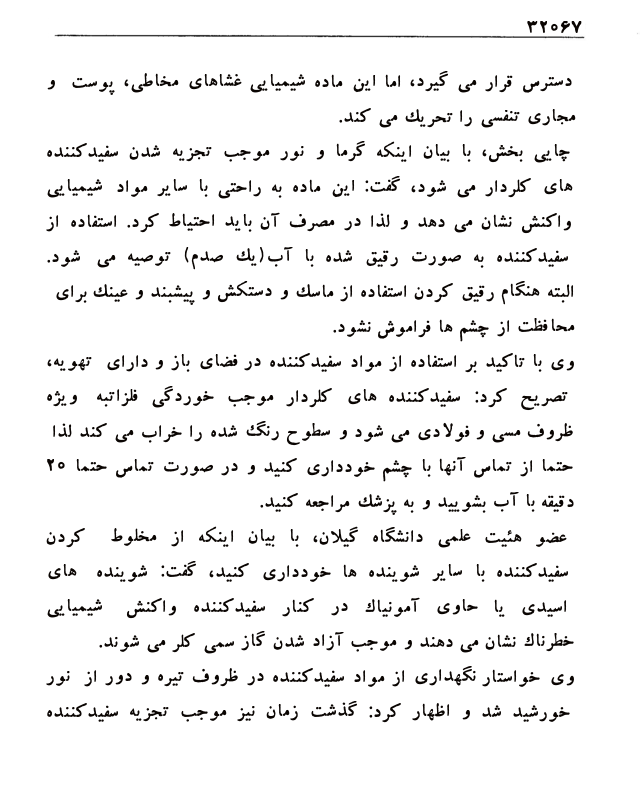 ۳۲۰۶۷
دسترس قرار می گیرد، اما این ماده شیمیایی غشاهای مخاطی، پوست و
مجاری تنفسی را تحریك می کند.
چایی بخش، با بیان اینکه گرما و نور موجب تجزیه شدن سفیدکننده
های کلردار می شود، گفت: این ماده به راحتی با سایر مواد شیمیایی
واکنش نشان می دهد و لذا در مصرف آن باید احتیاط کرد. استفاده از
سفیدکننده به صورت رقیق شده با آب(یك صدم) توصیه می شود.
البته هنگام رقیق کردن استفاده از ماسك و دستکش و پیشبند و عینك برای
محافظت از چشم ها فراموش نشود.
وی با تاکید بر استفاده از مواد سفیدکننده در فضای باز و دارای تهویه،
تصریح کرد: سفیدکننده های کلردار موجب خوردگی فلزاتبه ویژه
ظروف مسی و فولادی می شود و سطوح رنگ شده را خراب می کند لذا
حتما از تماس آنها با چشم خودداری کنید و در صورت تماس حتما ۲۰
دقیقه با آب بشویید و به پزشك مراجعه کنید.
عضو هئیت علمی دانشگاه گیلان، با بیان اینکه از مخلوط کردن
سفیدکننده با سایر شوینده ها خودداری کنید، گفت: شوینده های
اسیدی یا حاوی آمونیاك در کنار سفیدکننده واکنش شیمیایی
خطرناك نشان می دهند و موجب آزاد شدن گاز سمی کلر می شوند.
وی خواستار نگهداری از مواد سفیدکننده در ظروف تیره و دور از نور
خورشید شد و اظهار کرد: گذشت زمان نیز موجب تجزیه سفیدکننده